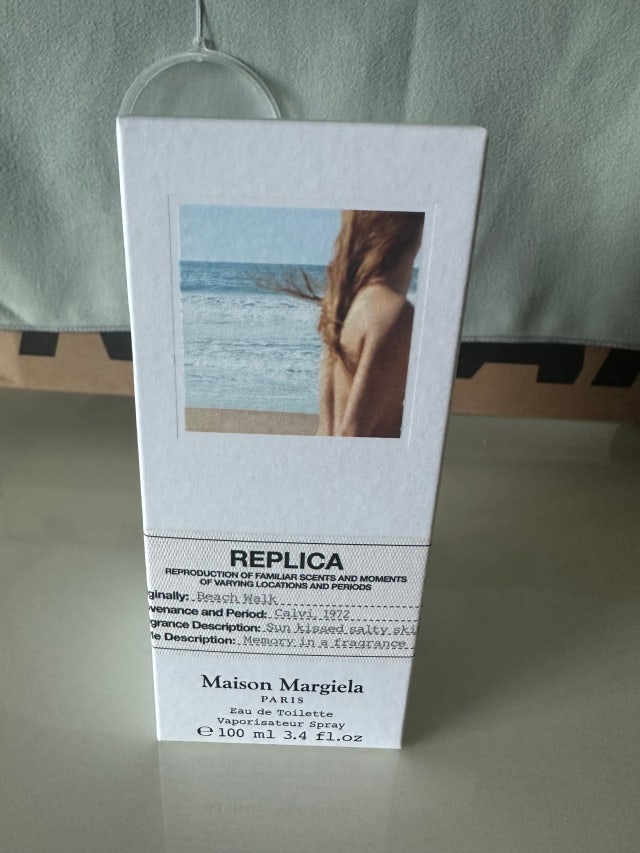 REPLICA
REPRODUCTION OF FAMILIAR SCENTS AND MOMENTS
OF VARYING LOCATIONS AND PERIODS
ginally: Beach Walk
venance and Period: Calvi, 1972
grance Description: Sun kissed salty ski
le Description: Memory in a fragrance
Maison Margiela
PARIS
Eau de Toilette
Vaporisateur Spray
℮ 100 ml 3.4 fl.oz